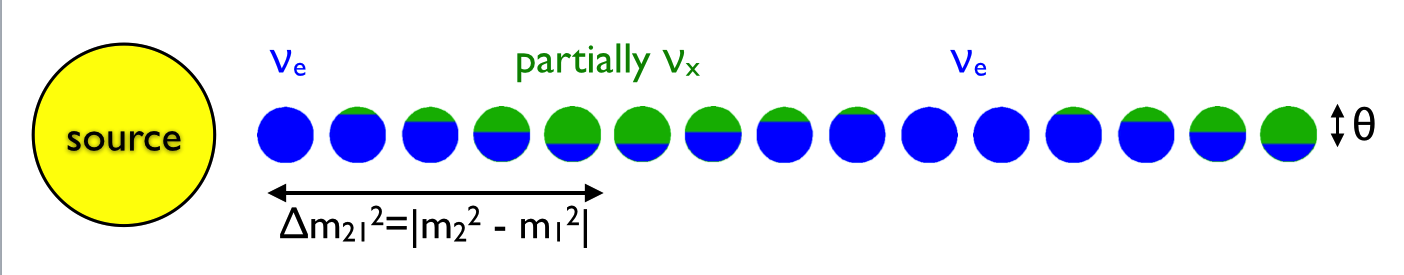 νe
partially νx
νe
source
θ
Δm21²=|m2² - m1²|